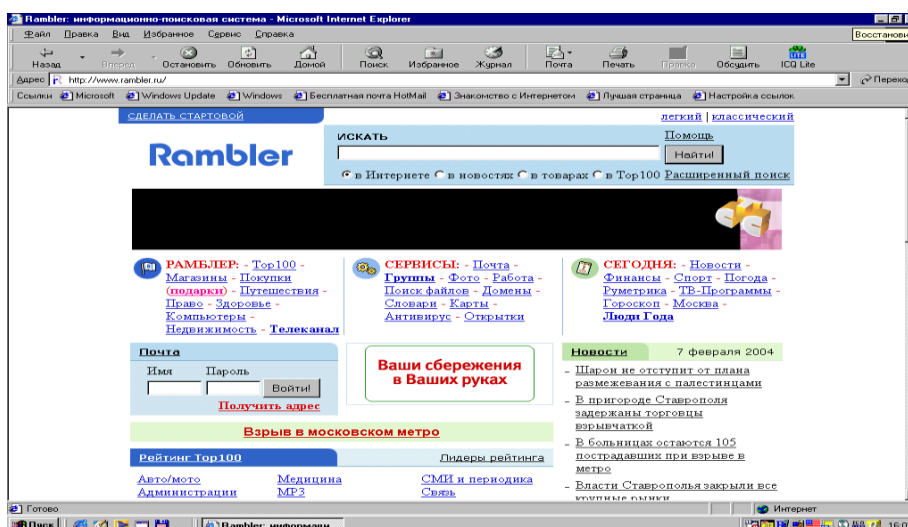 Rambler: информационно-поисковая система - Microsoft Internet Explorer
Файл Правка Вид Избранное Сервис Справка
Восстанови
Назад Вперед Остановить Обновить Домой Поиск Избранное Журнал Почта Печать Правка Обсудить ICQ Lite
Адрес http://www.rambler.ru/ Перехо
Ссылки Microsoft Windows Update Windows Бесплатная почта HotMail Знакомство с Интернетом Лучшая страница Настройка ссылок
СДЕЛАТЬ СТАРТОВОЙ легкий | классический
Rambler
ИСКАТЬ Помощь
Найти!
в Интернете в новостях в товарах в Top100 Расширенный поиск
стс
РАМБЛЕР: - Top100 -
Магазины - Покупки
(подарки) - Путешествия -
Право - Здоровье -
Компьютеры -
Недвижимость - Телеканал
СЕРВИСЫ: - Почта -
Группы - Фото - Работа -
Поиск файлов - Домены -
Словари - Карты -
Антивирус - Открытки
СЕГОДНЯ: - Новости -
Финансы - Спорт - Погода -
Руметрика - ТВ-Программы -
Гороскоп - Москва -
Люди Года
Почта
Имя Пароль
Войти!
Получить адрес
Ваши сбережения
в Ваших руках
Взрыв в московском метро
Рейтинг Top100 Лидеры рейтинга
Авто/мото Медицина СМИ и периодика
Администрации MP3 Связь
Новости 7 февраля 2004
- Шарон не отступит от плана
размежевания с палестинцами
- В пригороде Ставрополя
задержаны торговцы
взрывчаткой
- В больницах остаются 105
пострадавших при взрыве в
метро
- Власти Ставрополья закрыли все
крупные рынки
Готово Интернет
Пуск Rambler: информаци...